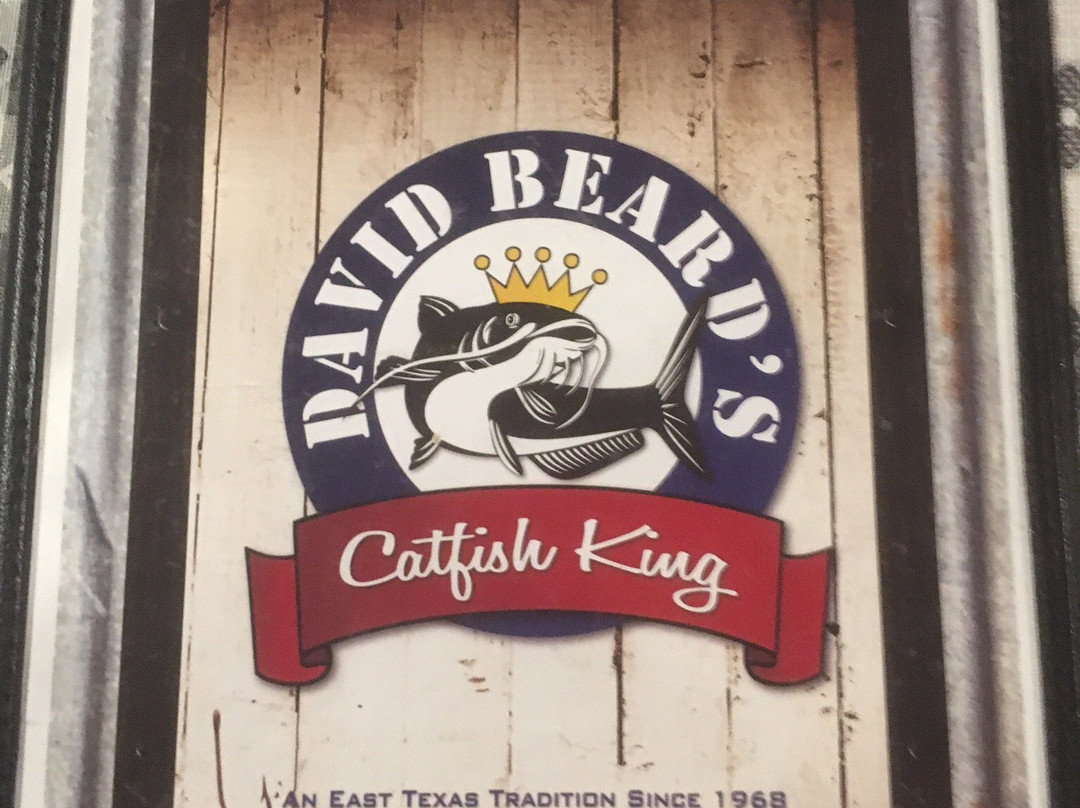 DAVID BEARD'S
Catfish King
AN EAST TEXAS TRADITION SINCE 1968